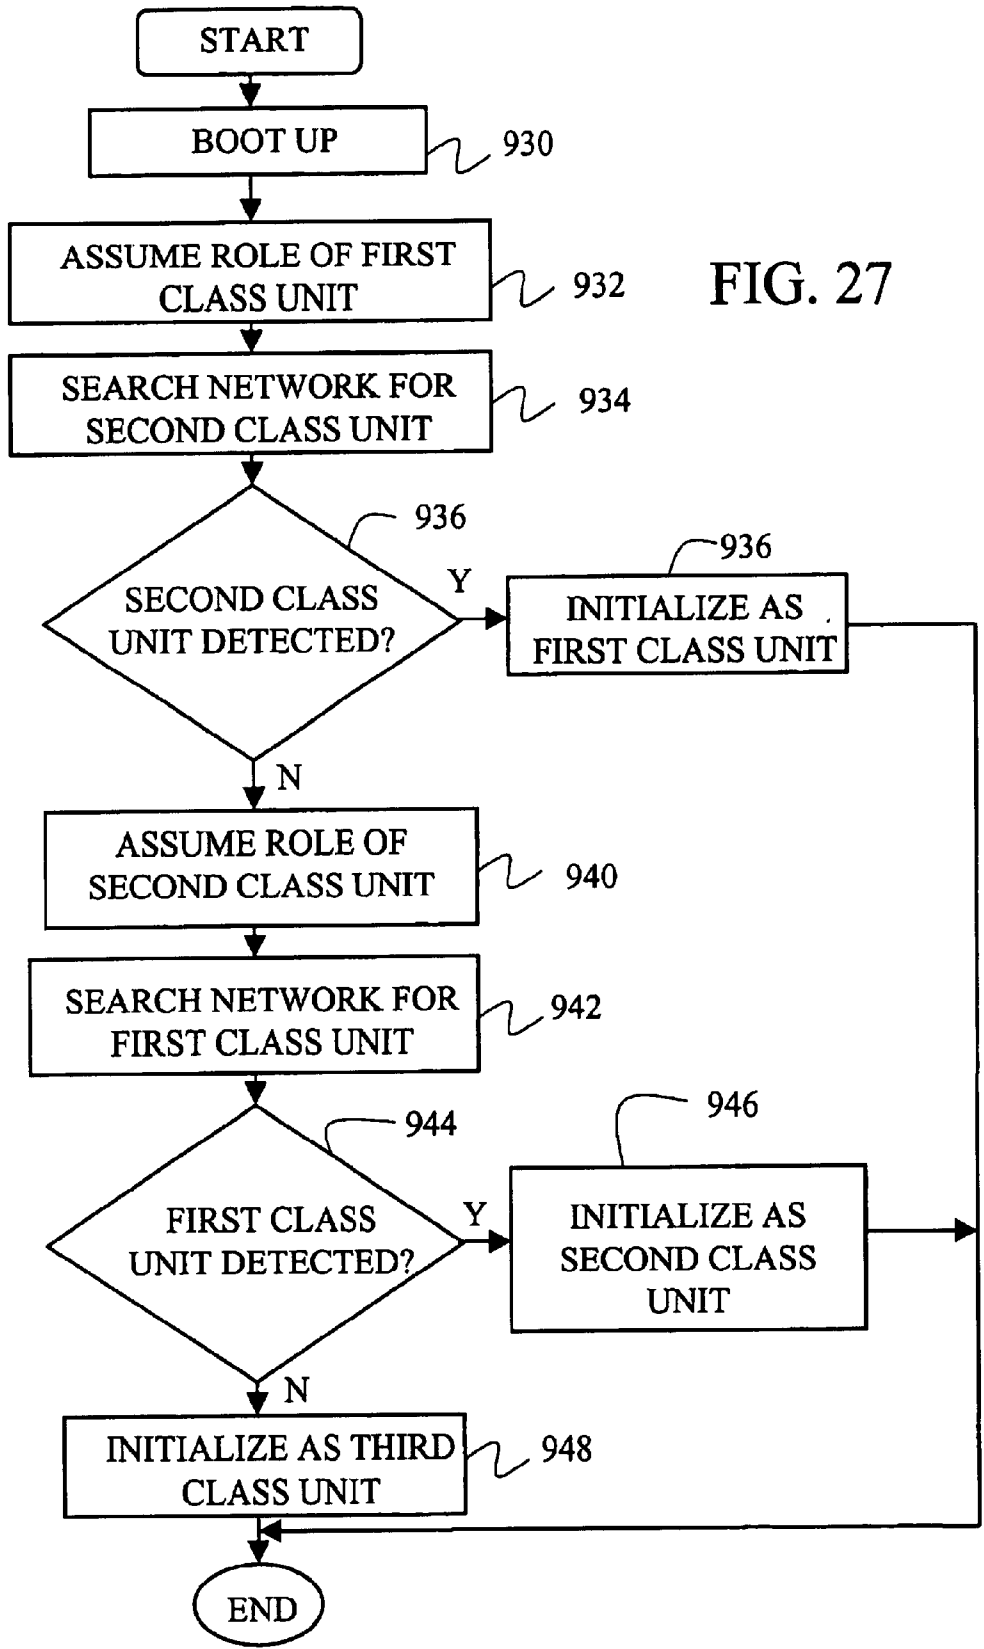 START
BOOT UP
930
ASSUME ROLE OF FIRST
CLASS UNIT
932
FIG. 27
SEARCH NETWORK FOR
SECOND CLASS UNIT
934
936
SECOND CLASS
UNIT DETECTED?
Y
936
INITIALIZE AS
FIRST CLASS UNIT
N
ASSUME ROLE OF
SECOND CLASS UNIT
940
SEARCH NETWORK FOR
FIRST CLASS UNIT
942
944
FIRST CLASS
UNIT DETECTED?
Y
946
INITIALIZE AS
SECOND CLASS
UNIT
N
INITIALIZE AS THIRD
CLASS UNIT
948
END